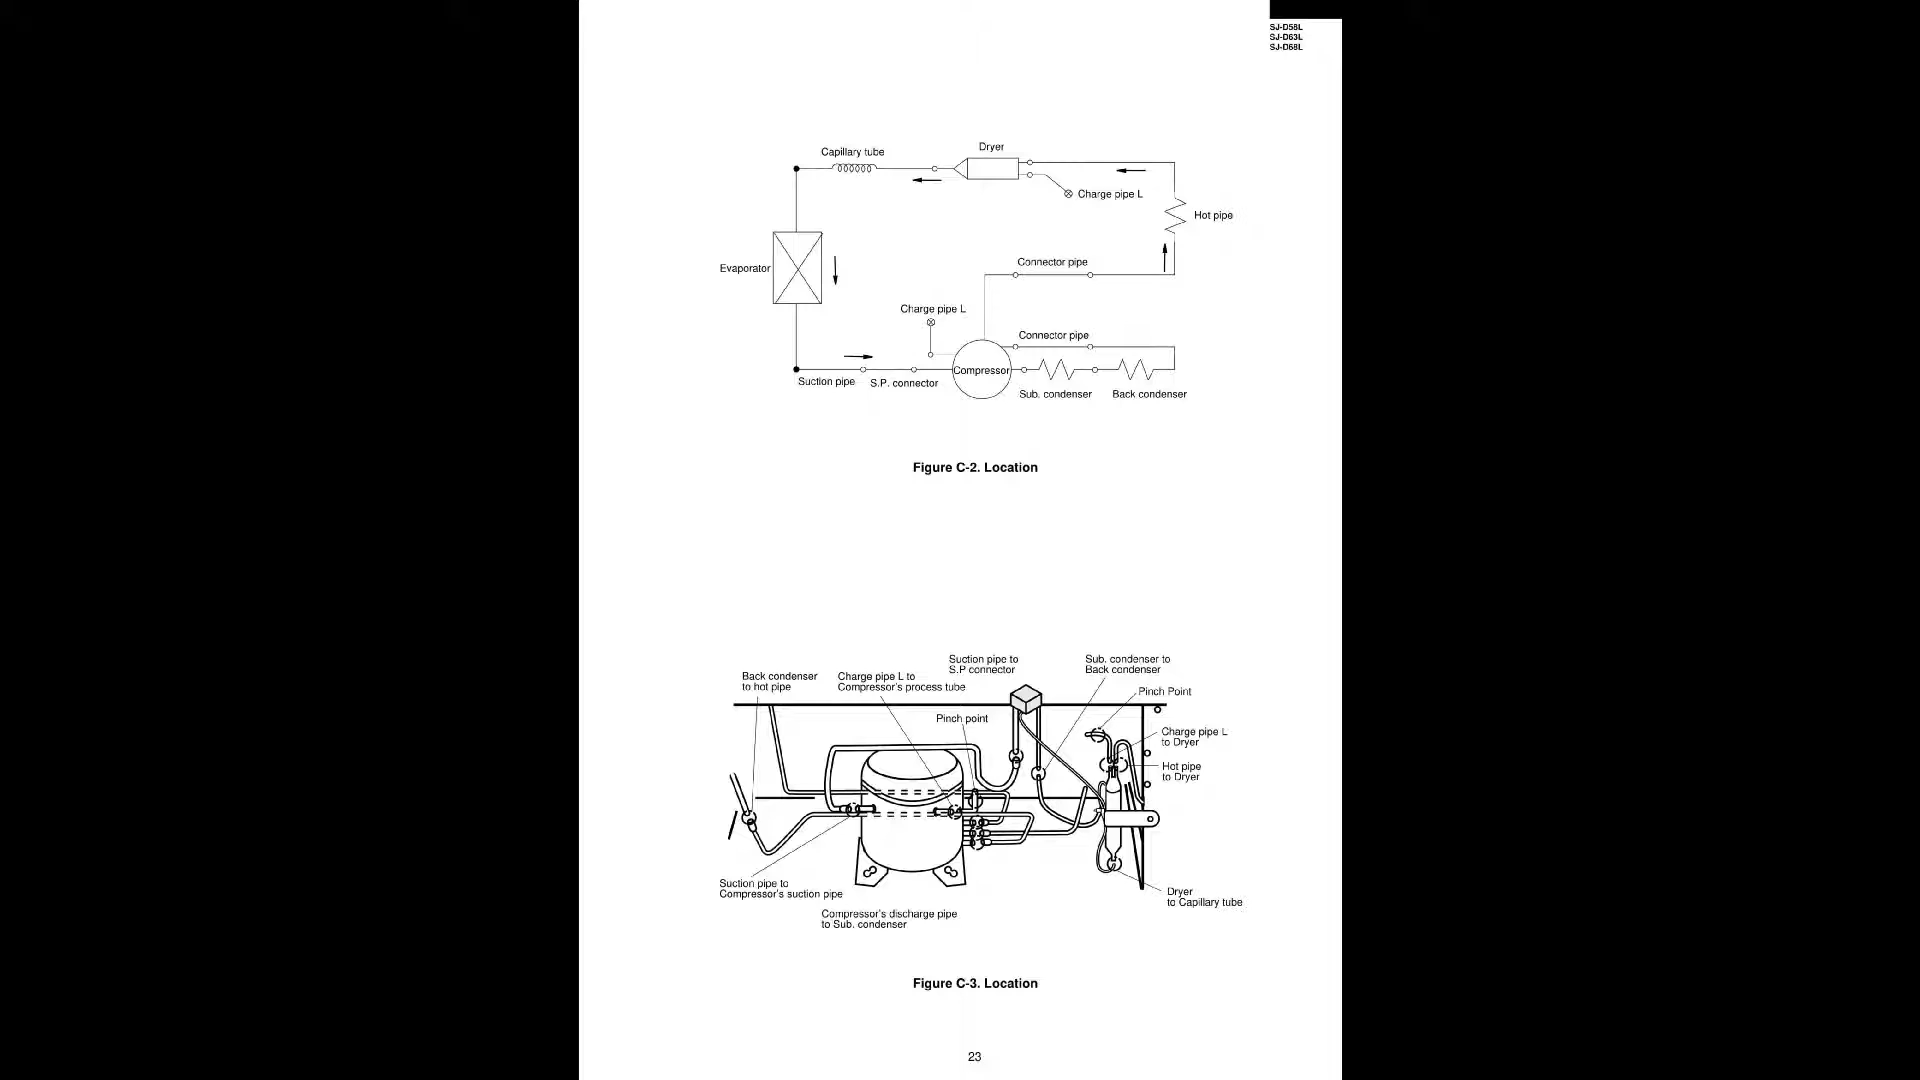 SJ-D58L
SJ-D63L
SJ-D68L
Dryer
Capillary tube
Charge pipe L
Hot pipe
Connector pipe
Evaporator
Charge pipe L
Connector pipe
Compressor
Suction pipe
S.P. connector
Sub. condenser
Back condenser
Figure C-2. Location
Suction pipe to
S.P connector
Sub. condenser to
Back condenser
Back condenser
to hot pipe
Charge pipe L to
Compressor's process tube
Pinch Point
Pinch point
Charge pipe L
to Dryer
Hot pipe
to Dryer
Suction pipe to
Compressor's suction pipe
Dryer
to Capillary tube
Compressor's discharge pipe
to Sub. condenser
Figure C-3. Location
23